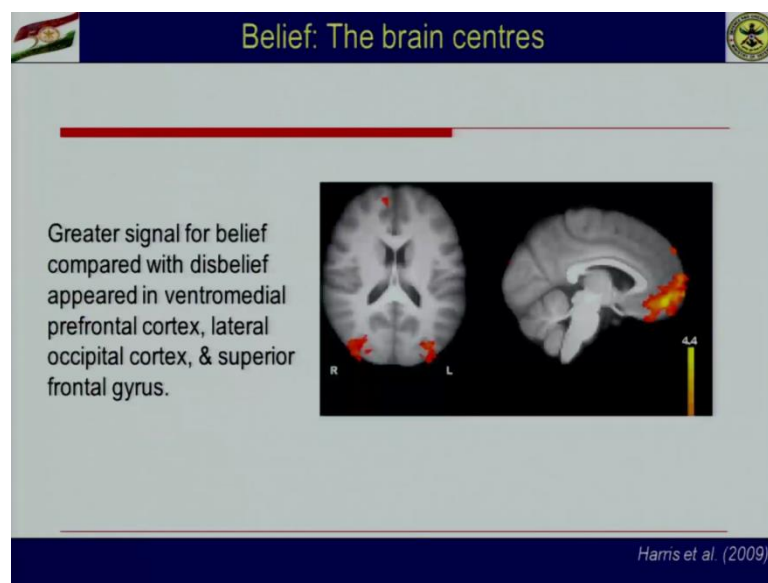 Belief: The brain centres
Greater signal for belief
compared with disbelief
appeared in ventromedial
prefrontal cortex, lateral
occipital cortex, & superior
frontal gyrus.
R
L
4.4
Harris et al. (2009)